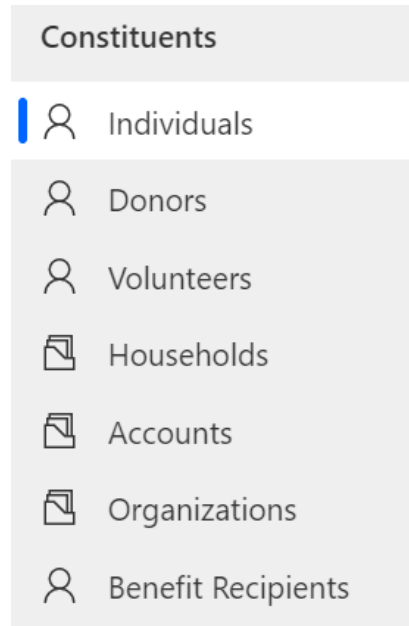 Constituents
Individuals
Donors
Volunteers
Households
Accounts
Organizations
Benefit Recipients